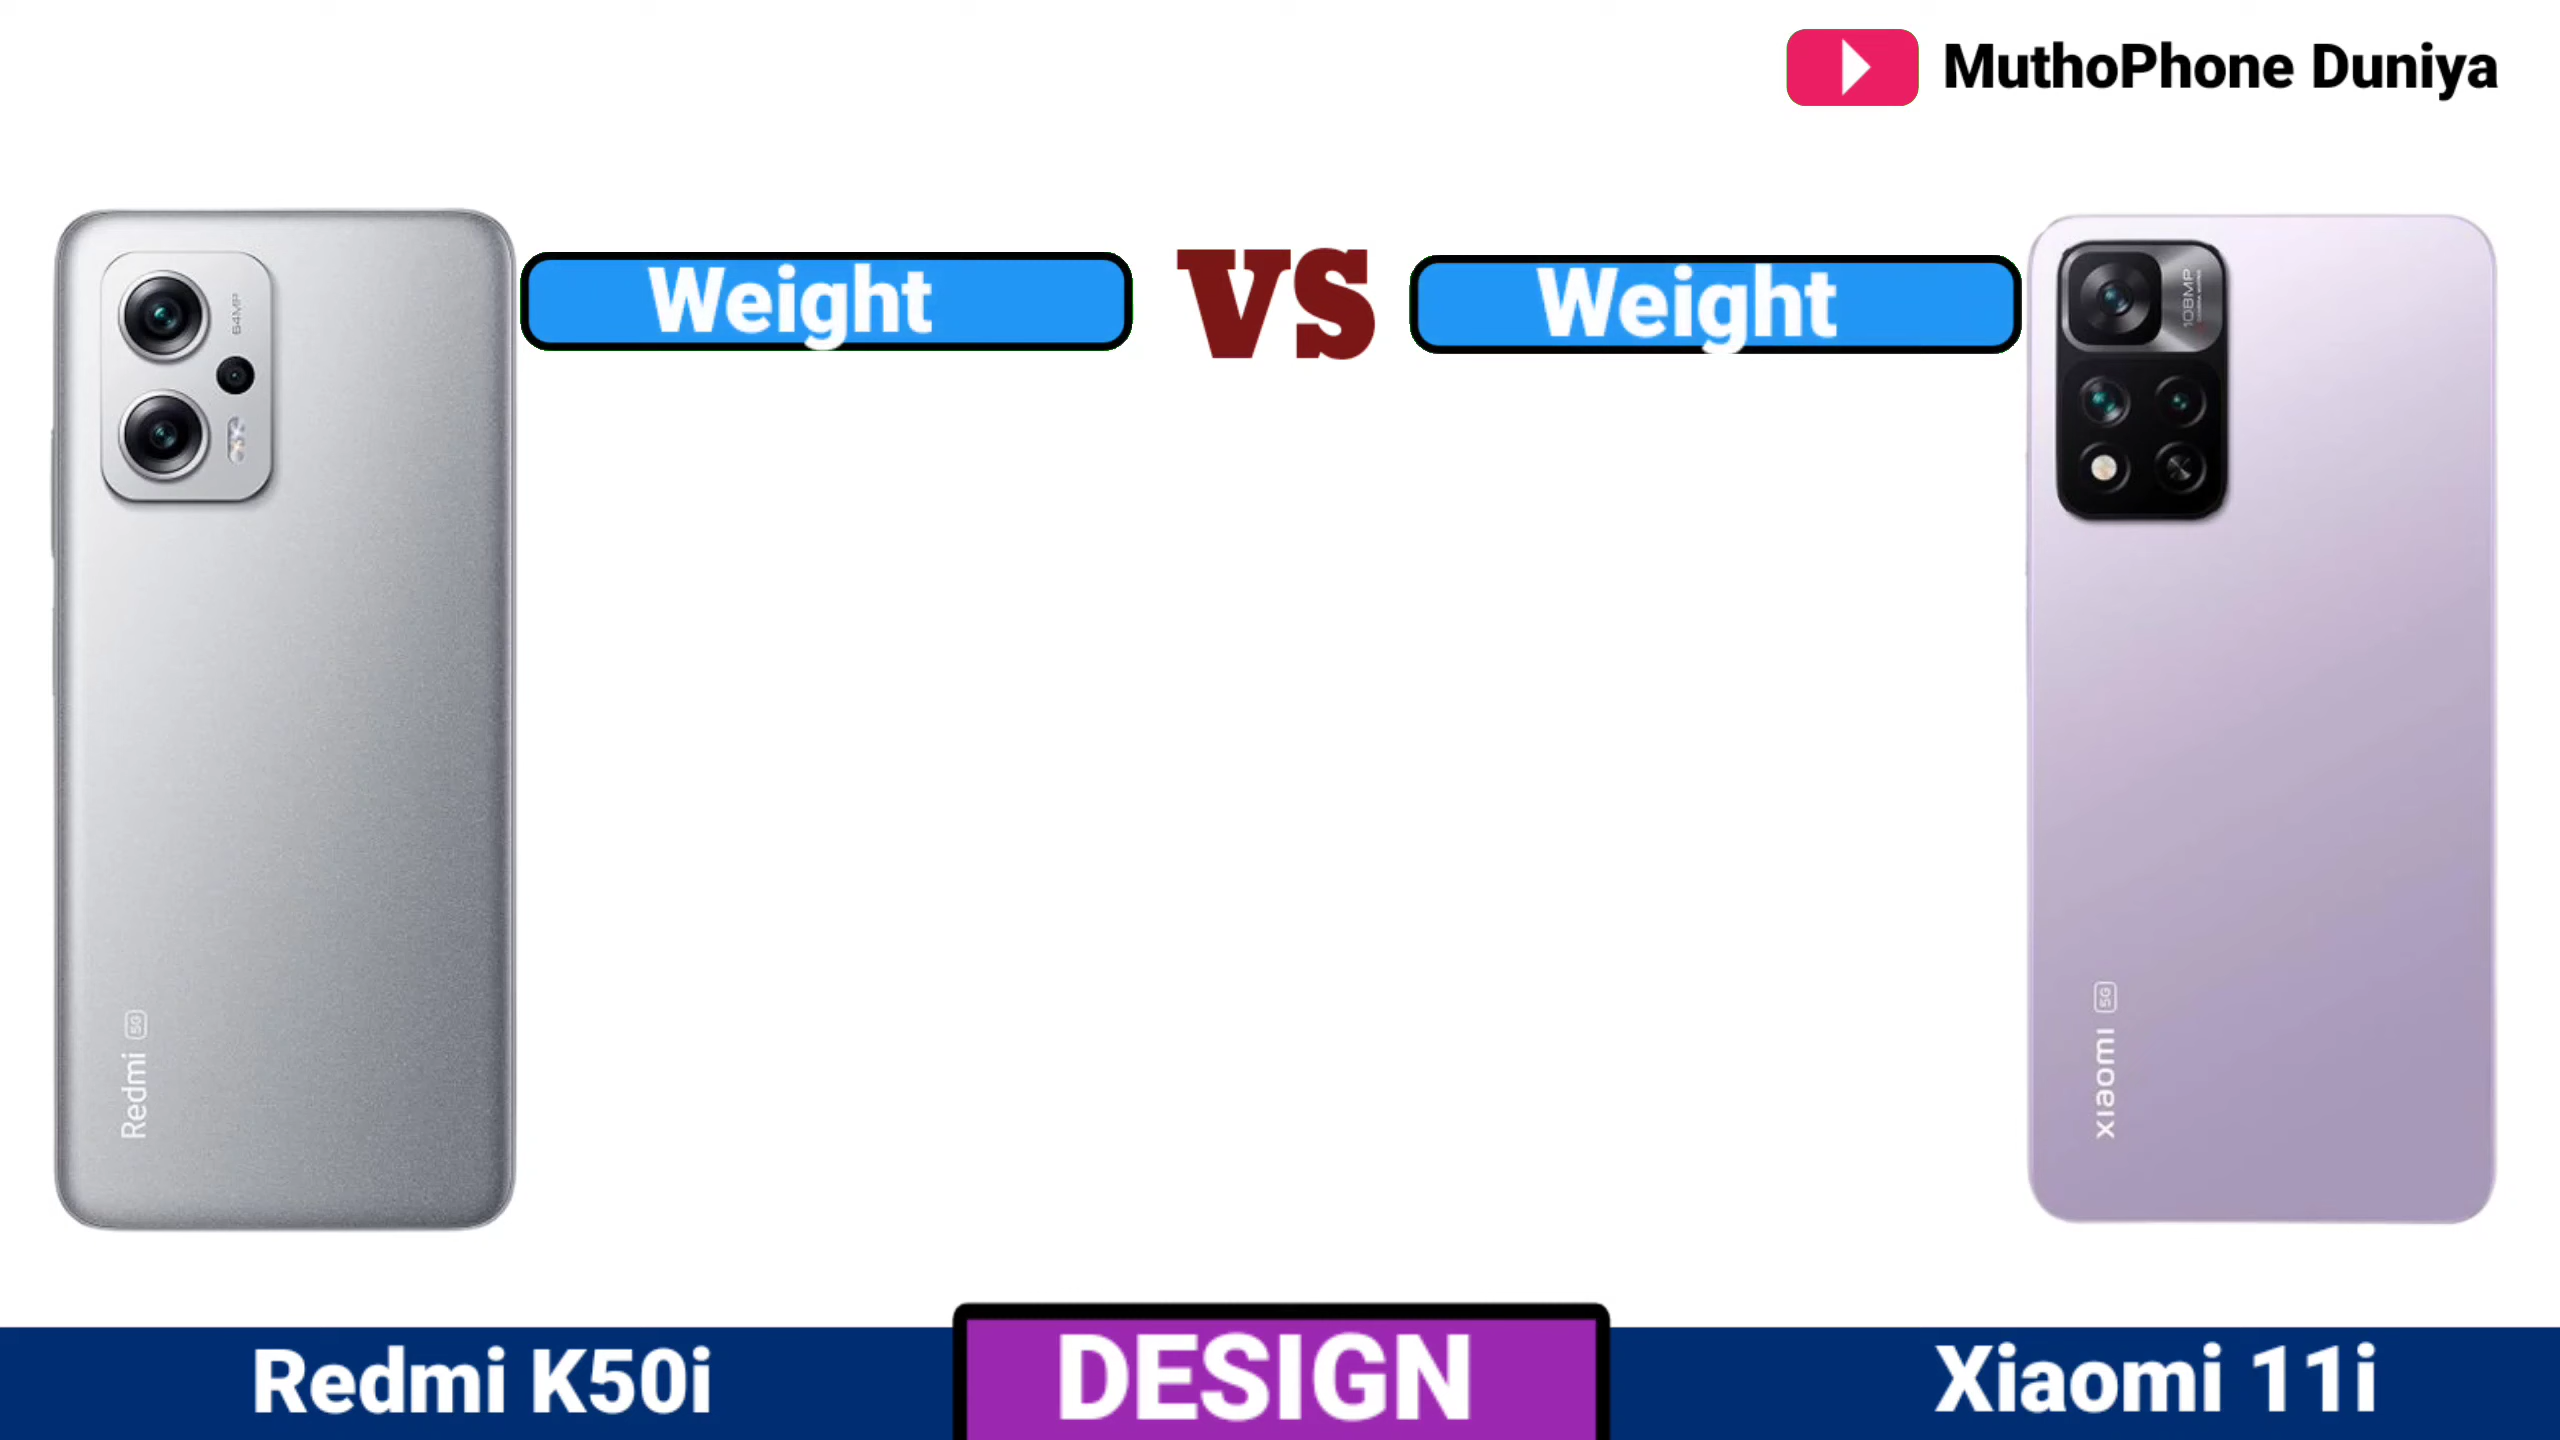 MuthoPhone Duniya
Weight
VS
Weight
64MP
108MP
Redmi 5G
xiaomi 5G
Redmi K50i
DESIGN
Xiaomi 11i